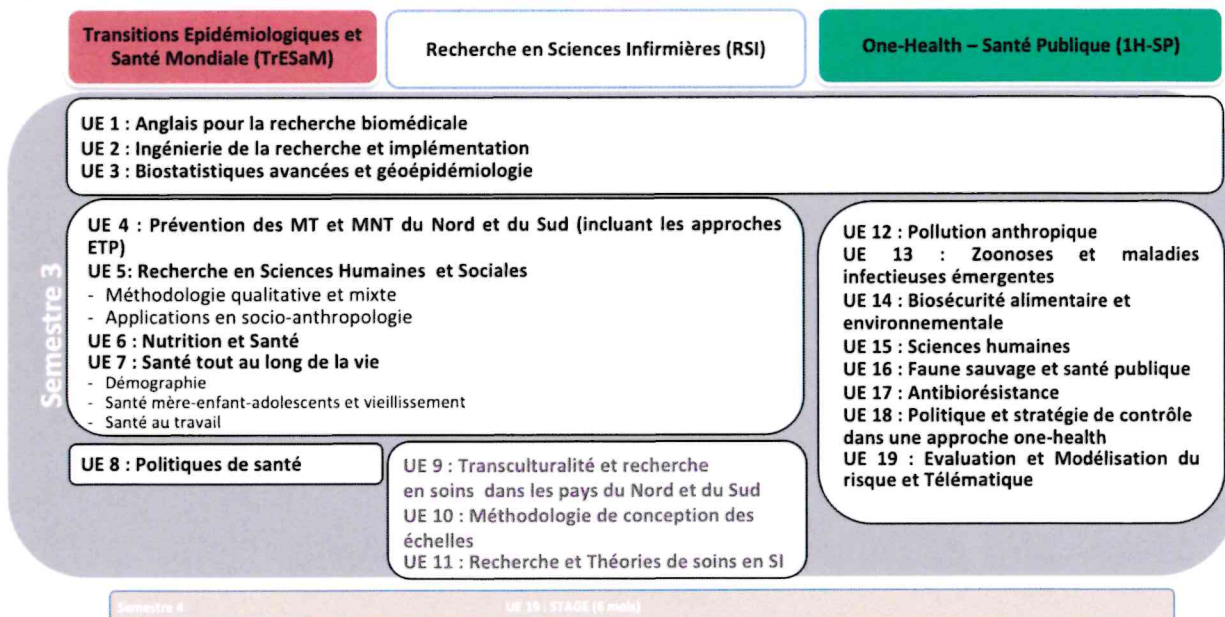 Transitions Epidémiologiques et
Santé Mondiale (TrESaM)
Recherche en Sciences Infirmières (RSI)
One-Health – Santé Publique (1H-SP)
Semestre 3
UE 1 : Anglais pour la recherche biomédicale
UE 2 : Ingénierie de la recherche et implémentation
UE 3 : Biostatistiques avancées et géoépidémiologie
UE 4 : Prévention des MT et MNT du Nord et du Sud (incluant les approches
ETP)
UE 5: Recherche en Sciences Humaines et Sociales
- Méthodologie qualitative et mixte
- Applications en socio-anthropologie
UE 6 : Nutrition et Santé
UE 7 : Santé tout au long de la vie
- Démographie
- Santé mère-enfant-adolescents et vieillissement
- Santé au travail
UE 8 : Politiques de santé
UE 9 : Transculturalité et recherche
en soins dans les pays du Nord et du Sud
UE 10 : Méthodologie de conception des
échelles
UE 11 : Recherche et Théories de soins en SI
UE 12 : Pollution anthropique
UE 13 : Zoonoses et maladies
infectieuses émergentes
UE 14 : Biosécurité alimentaire et
environnementale
UE 15 : Sciences humaines
UE 16 : Faune sauvage et santé publique
UE 17 : Antibiorésistance
UE 18 : Politique et stratégie de contrôle
dans une approche one-health
UE 19 : Evaluation et Modélisation du
risque et Télématique
Semestre 4
UE 19 : STAGE (6 mois)